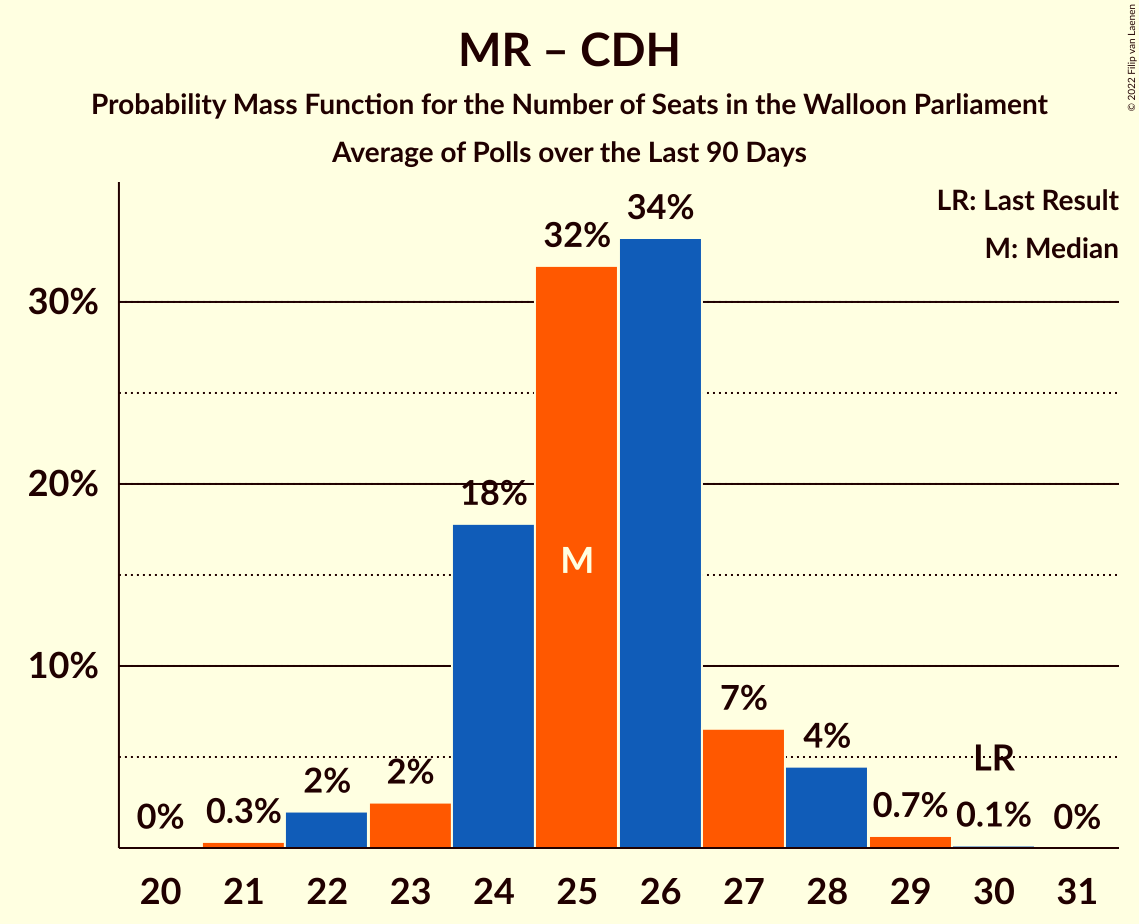 MR – CDH
Probability Mass Function for the Number of Seats in the Walloon Parliament
Average of Polls over the Last 90 Days
© 2022 Filip van Laenen
LR: Last Result
M: Median
34%
32%
30%
20%
18%
M
10%
7%
4%
LR
2%
2%
0.7%
0.3%
0.1%
0%
0%
20 21 22 23 24 25 26 27 28 29 30 31